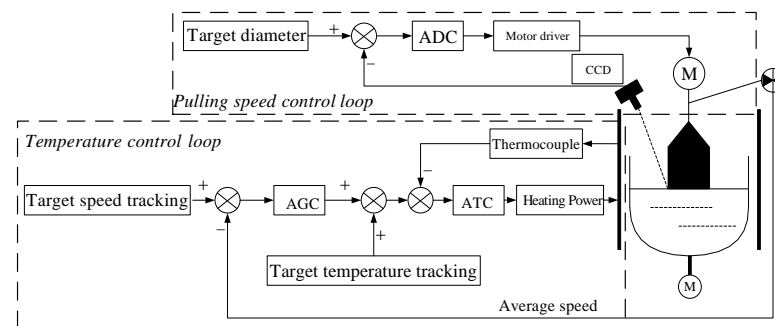 Target diameter
+
−
ADC
Motor driver
CCD
M
Pulling speed control loop
Temperature control loop
Thermocouple
−
Target speed tracking
+
−
AGC
+
+
ATC
Heating Power
Target temperature tracking
M
Average speed